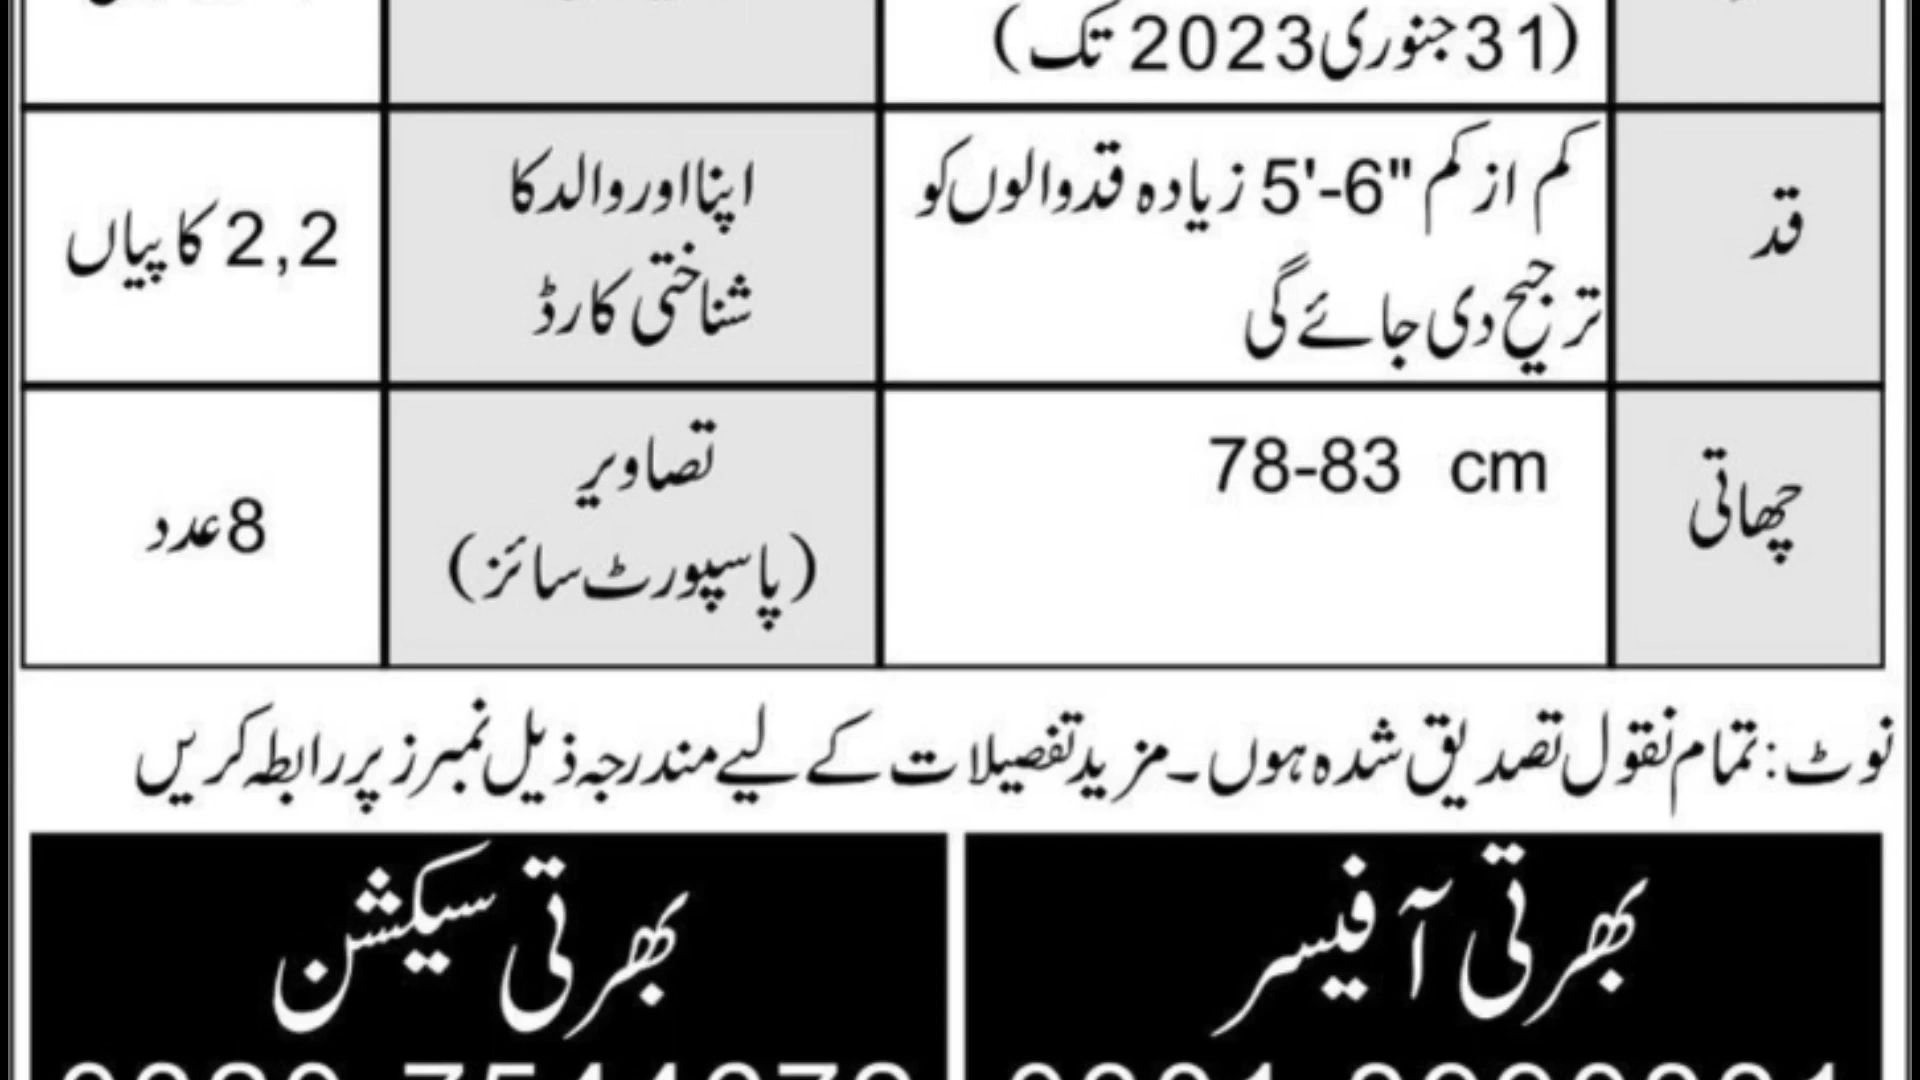 (31 جنوری 2023 تک)
قد
کم از کم "6-'5 زیادہ قد والوں کو
ترجیح دی جائے گی
اپنا اور والد کا
شناختی کارڈ
2,2 کاپیاں
چھاتی
78-83 cm
تصاویر
(پاسپورٹ سائز)
8 عدد
نوٹ: تمام نقول تصدیق شدہ ہوں۔ مزید تفصیلات کے لیے مندرجہ ذیل نمبرز پر رابطہ کریں
بھرتی آفیسر
بھرتی سیکشن